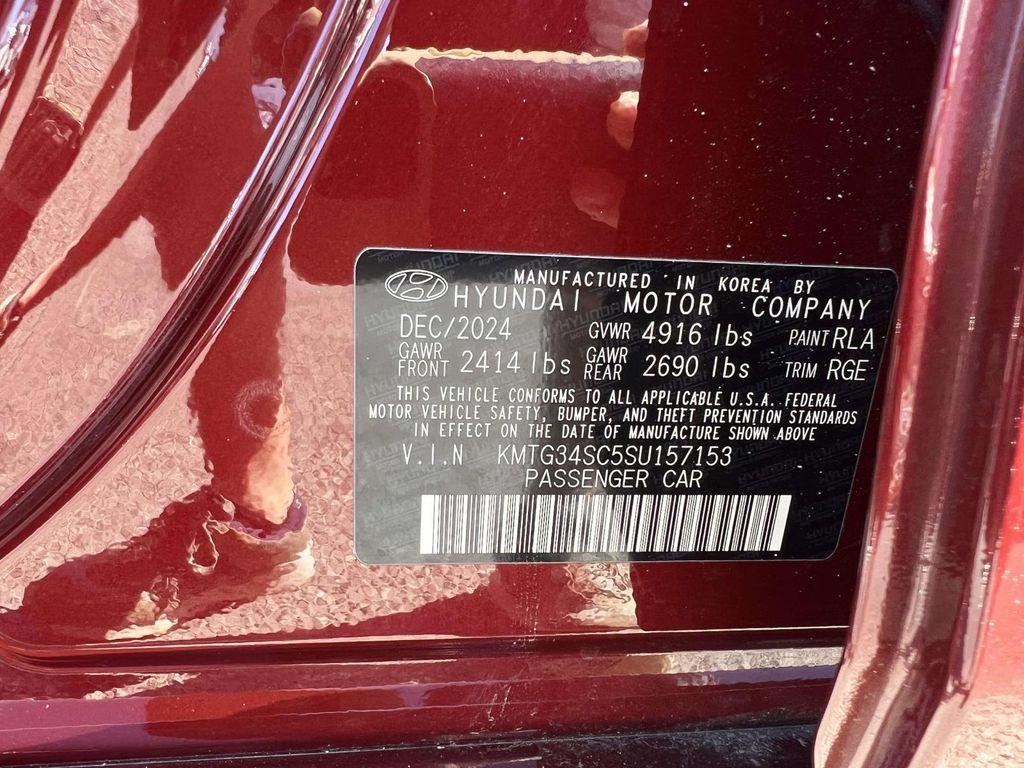 MANUFACTURED IN KOREA BY
HYUNDAI MOTOR COMPANY
DEC/2024 GVWR 4916 lbs PAINT RLA
GAWR FRONT 2414 lbs GAWR REAR 2690 lbs TRIM RGE
THIS VEHICLE CONFORMS TO ALL APPLICABLE U.S.A. FEDERAL
MOTOR VEHICLE SAFETY, BUMPER, AND THEFT PREVENTION STANDARDS
IN EFFECT ON THE DATE OF MANUFACTURE SHOWN ABOVE
V.I.N KMTG34SC5SU157153
PASSENGER CAR